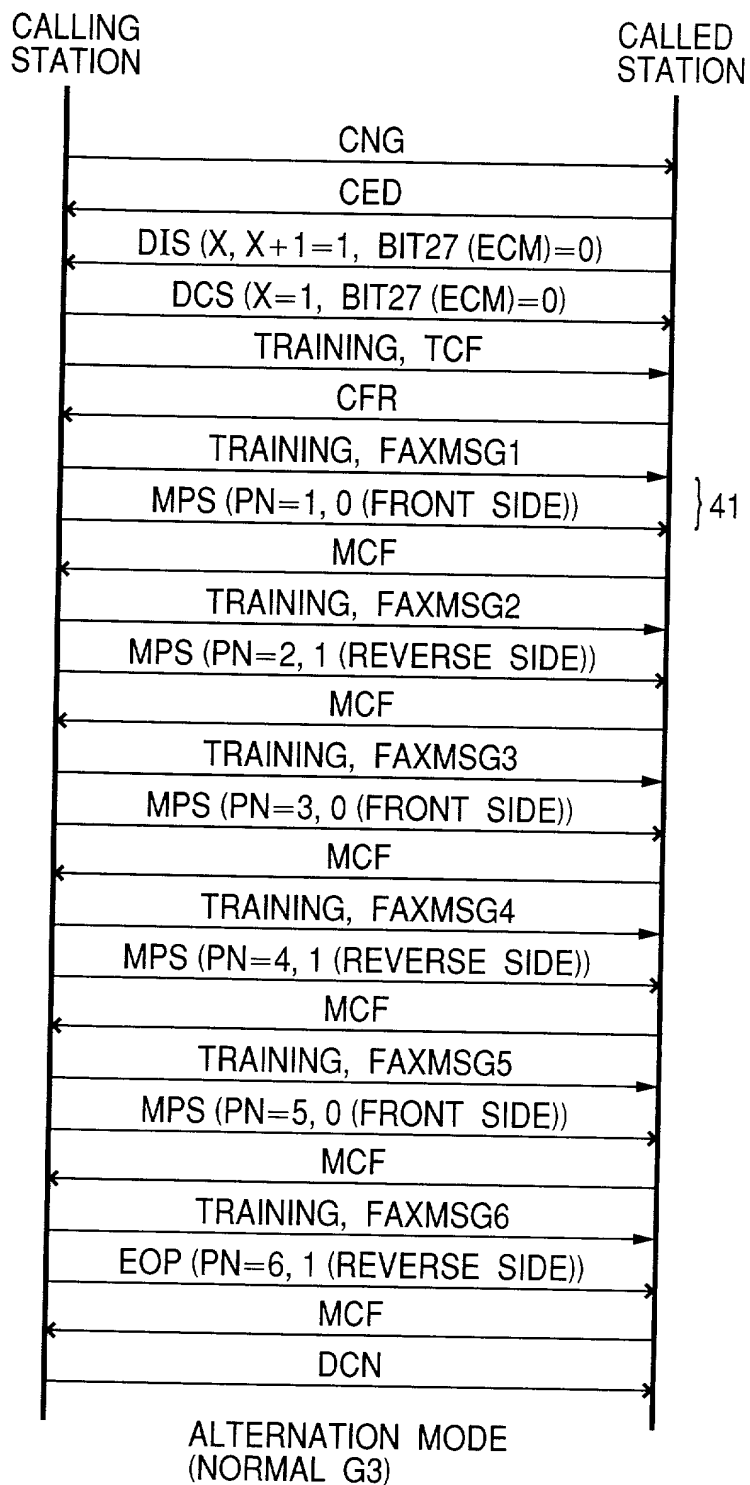 CALLING
STATION
CALLED
STATION
CNG
CED
DIS (X, X+1=1, BIT27 (ECM)=0)
DCS (X=1, BIT27 (ECM)=0)
TRAINING, TCF
CFR
TRAINING, FAXMSG1
MPS (PN=1, 0 (FRONT SIDE))
}41
MCF
TRAINING, FAXMSG2
MPS (PN=2, 1 (REVERSE SIDE))
MCF
TRAINING, FAXMSG3
MPS (PN=3, 0 (FRONT SIDE))
MCF
TRAINING, FAXMSG4
MPS (PN=4, 1 (REVERSE SIDE))
MCF
TRAINING, FAXMSG5
MPS (PN=5, 0 (FRONT SIDE))
MCF
TRAINING, FAXMSG6
EOP (PN=6, 1 (REVERSE SIDE))
MCF
DCN
ALTERNATION MODE
(NORMAL G3)